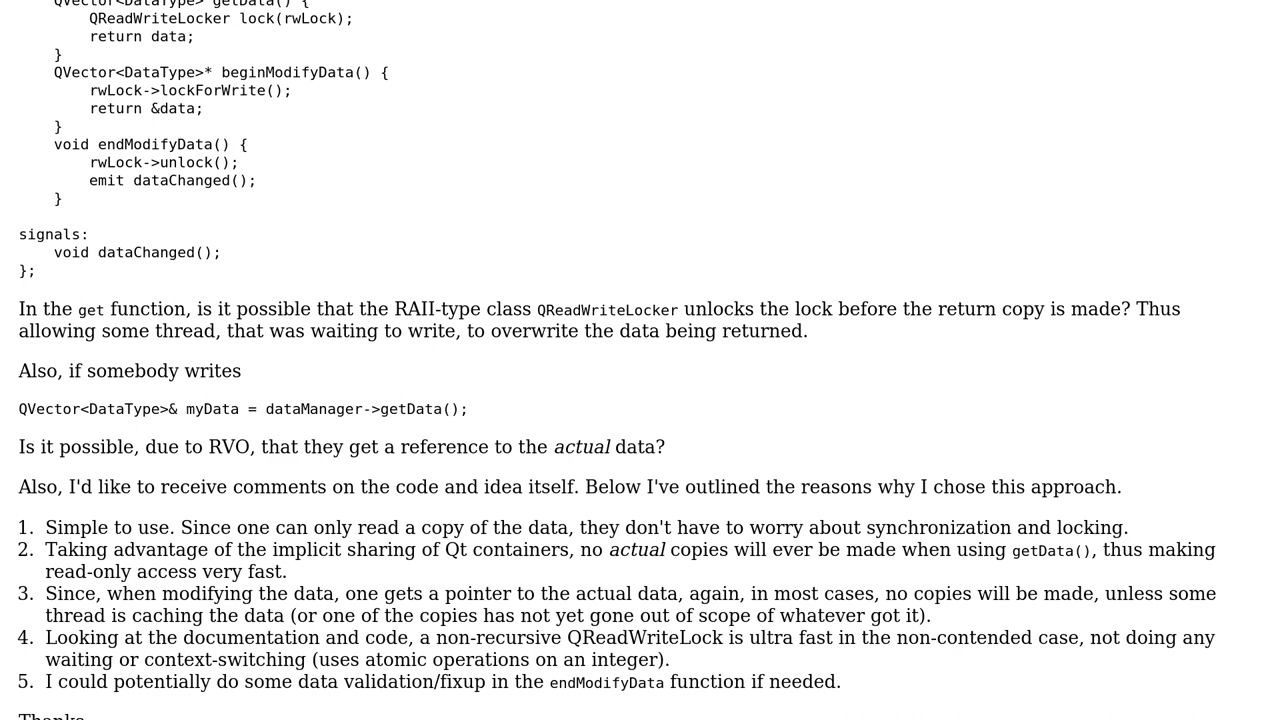 QVector<DataType> getData() {
QReadWriteLocker lock(rwLock);
return data;
}
QVector<DataType>* beginModifyData() {
rwLock->lockForWrite();
return &data;
}
void endModifyData() {
rwLock->unlock();
emit dataChanged();
}
signals:
void dataChanged();
};
In the get function, is it possible that the RAII-type class QReadWriteLocker unlocks the lock before the return copy is made? Thus
allowing some thread, that was waiting to write, to overwrite the data being returned.
Also, if somebody writes
QVector<DataType>& myData = dataManager->getData();
Is it possible, due to RVO, that they get a reference to the actual data?
Also, I'd like to receive comments on the code and idea itself. Below I've outlined the reasons why I chose this approach.
1. Simple to use. Since one can only read a copy of the data, they don't have to worry about synchronization and locking.
2. Taking advantage of the implicit sharing of Qt containers, no actual copies will ever be made when using getData(), thus making
read-only access very fast.
3. Since, when modifying the data, one gets a pointer to the actual data, again, in most cases, no copies will be made, unless some
thread is caching the data (or one of the copies has not yet gone out of scope of whatever got it).
4. Looking at the documentation and code, a non-recursive QReadWriteLock is ultra fast in the non-contended case, not doing any
waiting or context-switching (uses atomic operations on an integer).
5. I could potentially do some data validation/fixup in the endModifyData function if needed.
Thanks